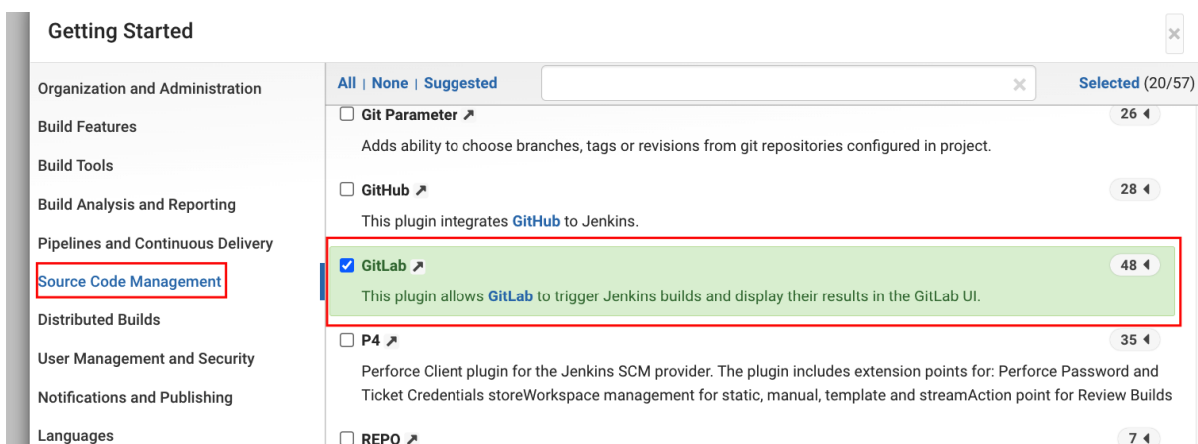 Getting Started
×
Organization and Administration
Build Features
Build Tools
Build Analysis and Reporting
Pipelines and Continuous Delivery
Source Code Management
Distributed Builds
User Management and Security
Notifications and Publishing
Languages
All | None | Suggested
×
Selected (20/57)
Git Parameter
26
Adds ability to choose branches, tags or revisions from git repositories configured in project.
GitHub
28
This plugin integrates GitHub to Jenkins.
GitLab
48
This plugin allows GitLab to trigger Jenkins builds and display their results in the GitLab UI.
P4
35
Perforce Client plugin for the Jenkins SCM provider. The plugin includes extension points for: Perforce Password and
Ticket Credentials storeWorkspace management for static, manual, template and streamAction point for Review Builds
REPO
7